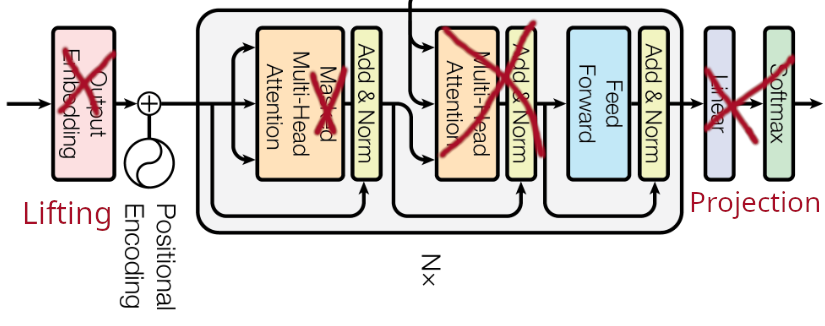 Output
Embedding
Lifting
Positional
Encoding
Masked
Multi-Head
Attention
Add & Norm
Multi-Head
Attention
Add & Norm
Feed
Forward
Add & Norm
Nx
Linear
Softmax
Projection